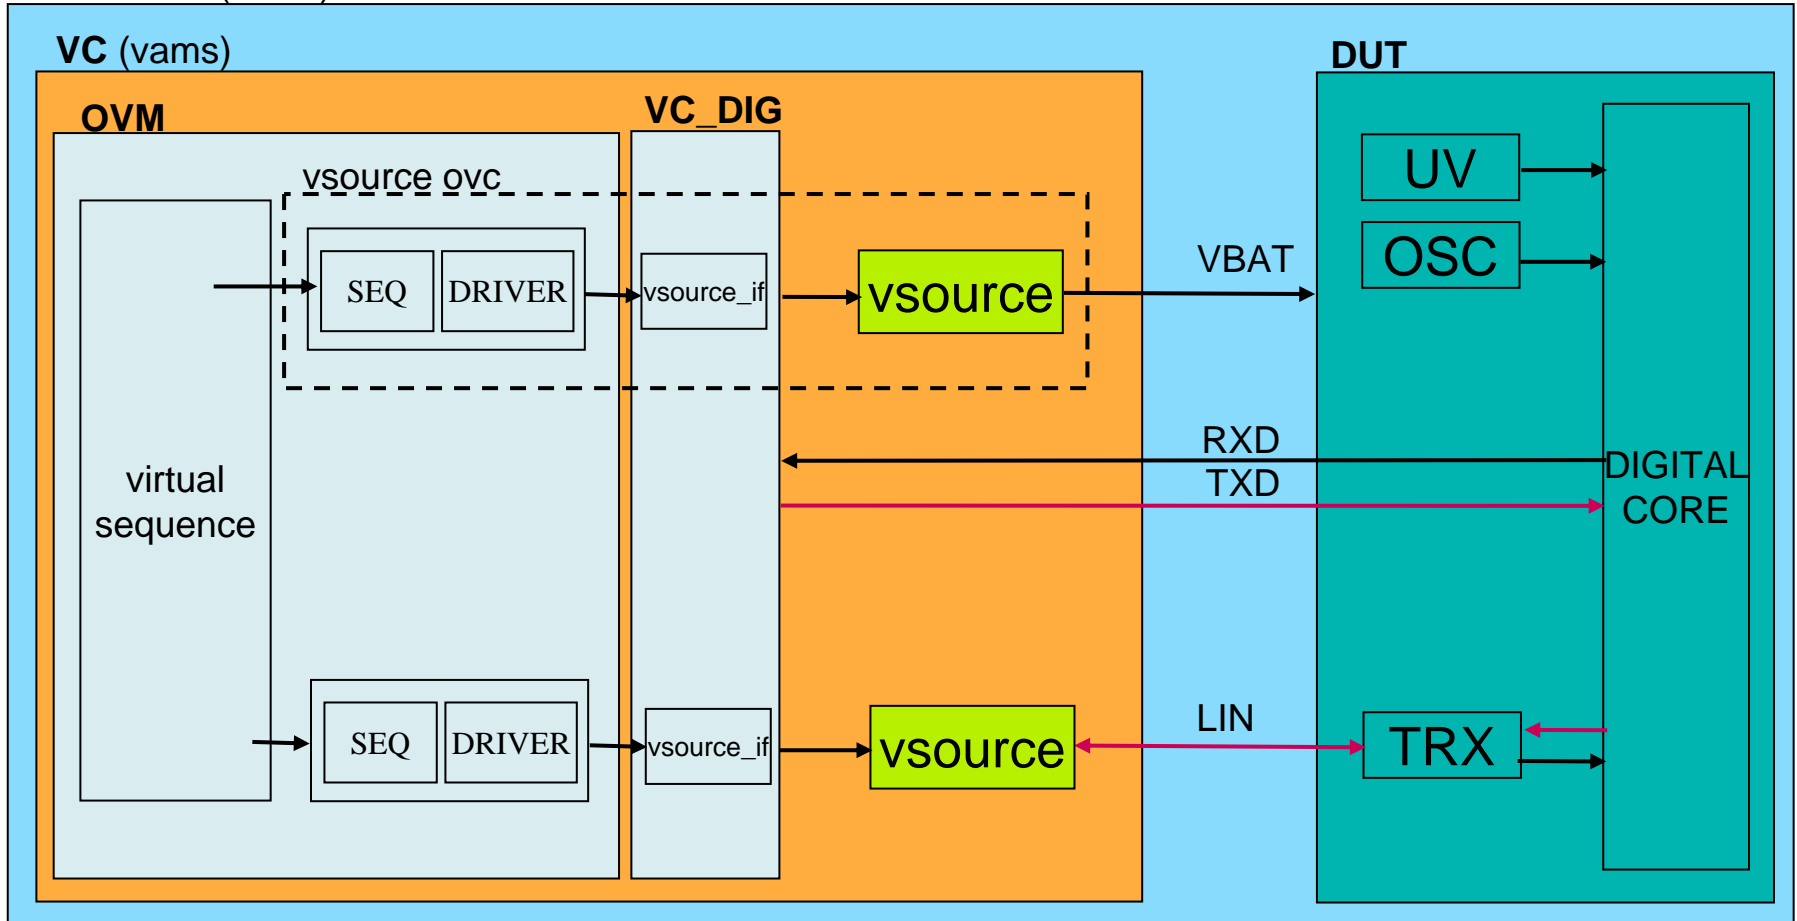 VC (vams)
DUT
OVM
VC_DIG
vsource ovc
UV
OSC
VBAT
SEQ
DRIVER
vsource_if
vsource
RXD
TXD
virtual
sequence
DIGITAL
CORE
LIN
SEQ
DRIVER
vsource_if
vsource
TRX